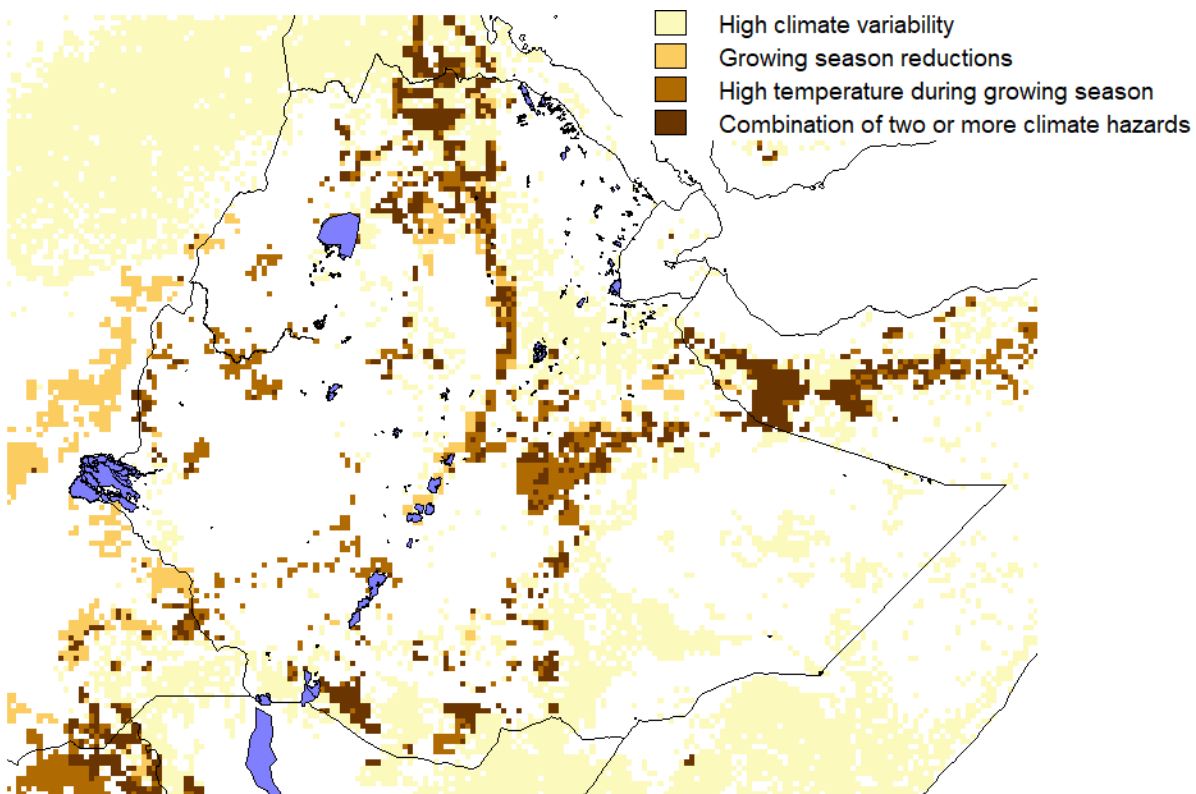 High climate variability
Growing season reductions
High temperature during growing season
Combination of two or more climate hazards